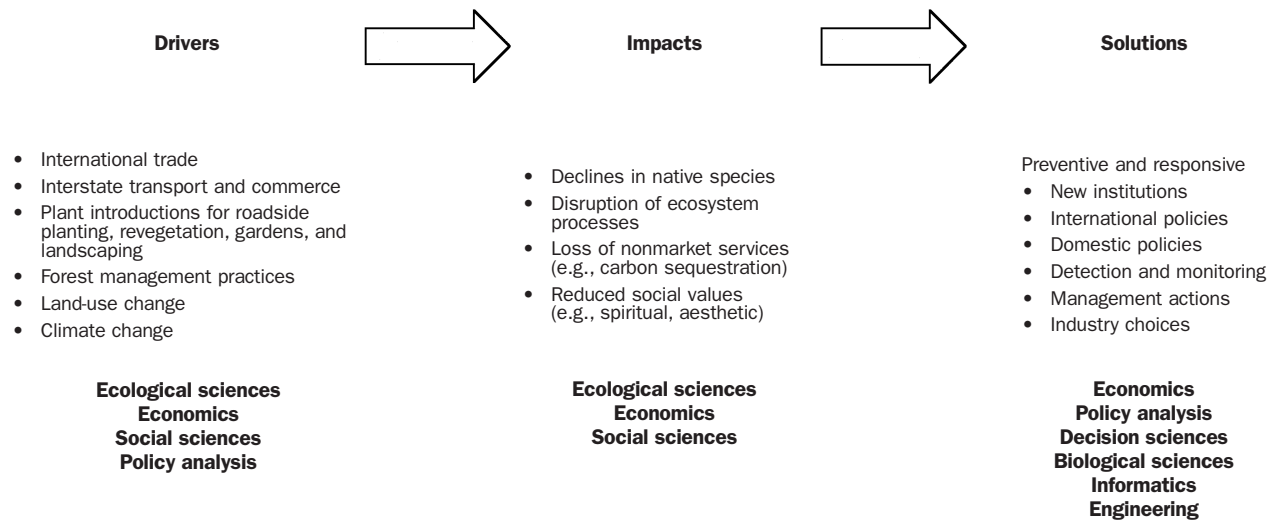 Drivers
Impacts
Solutions
• International trade
• Interstate transport and commerce
• Plant introductions for roadside
planting, revegetation, gardens, and
landscaping
• Forest management practices
• Land-use change
• Climate change
Ecological sciences
Economics
Social sciences
Policy analysis
• Declines in native species
• Disruption of ecosystem
processes
• Loss of nonmarket services
(e.g., carbon sequestration)
• Reduced social values
(e.g., spiritual, aesthetic)
Ecological sciences
Economics
Social sciences
Preventive and responsive
• New institutions
• International policies
• Domestic policies
• Detection and monitoring
• Management actions
• Industry choices
Economics
Policy analysis
Decision sciences
Biological sciences
Informatics
Engineering